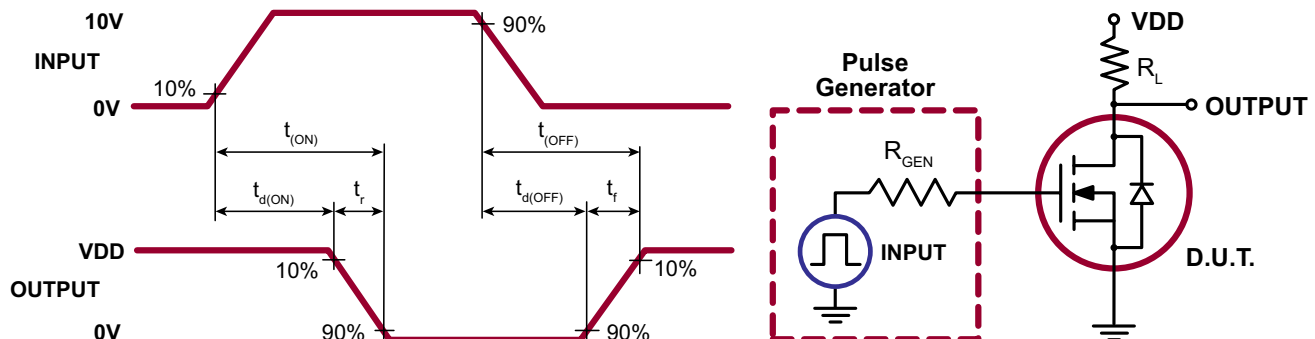 10V
INPUT
0V
10%
90%
t(ON)
t(OFF)
td(ON)
tr
td(OFF)
tf
VDD
OUTPUT
0V
10%
90%
10%
90%
Pulse
Generator
RGEN
INPUT
VDD
RL
OUTPUT
D.U.T.